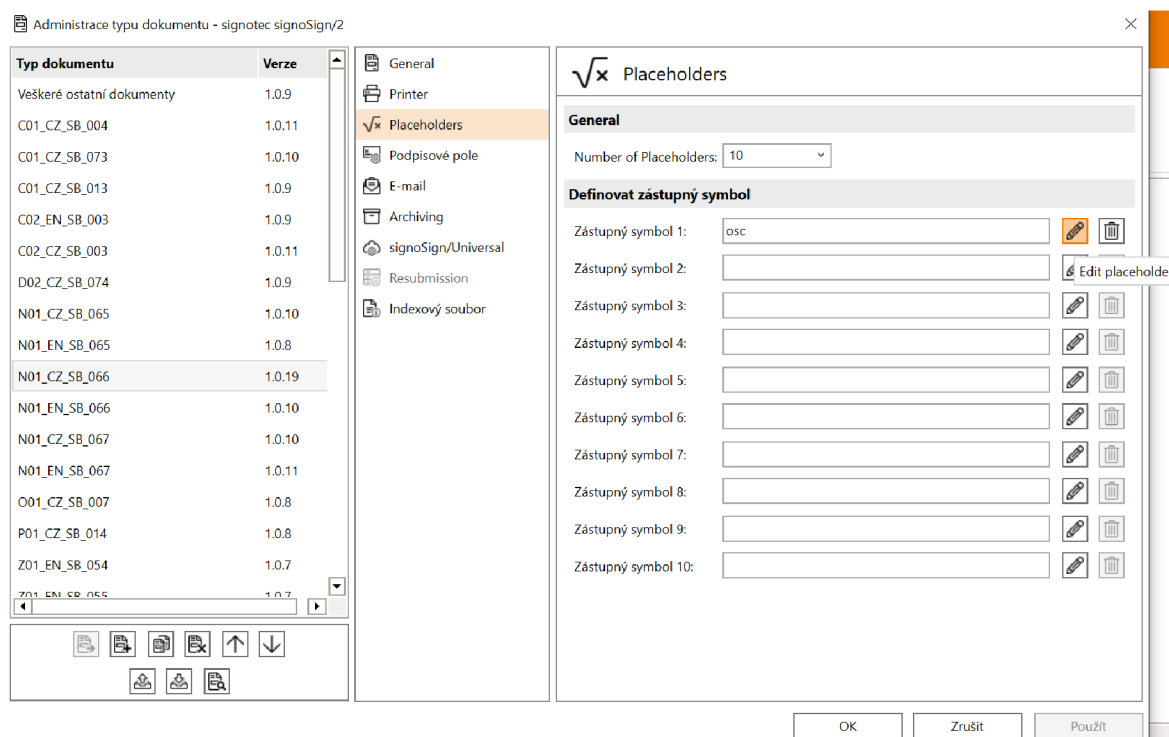 Administrace typu dokumentu - signotec signoSign/2
Typ dokumentu Verze
Veškeré ostatní dokumenty 1.0.9
C01_CZ_SB_004 1.0.11
C01_CZ_SB_073 1.0.10
C01_CZ_SB_013 1.0.9
C02_EN_SB_003 1.0.9
C02_CZ_SB_003 1.0.11
D02_CZ_SB_074 1.0.9
N01_CZ_SB_065 1.0.10
N01_EN_SB_065 1.0.8
N01_CZ_SB_066 1.0.19
N01_EN_SB_066 1.0.10
N01_CZ_SB_067 1.0.10
N01_EN_SB_067 1.0.11
O01_CZ_SB_007 1.0.8
P01_CZ_SB_014 1.0.8
Z01_EN_SB_054 1.0.7
Z01_EN_SB_055 1.0.7
General
Printer
Placeholders
Podpisové pole
E-mail
Archiving
signoSign/Universal
Resubmission
Indexový soubor
Placeholders
General
Number of Placeholders: 10
Definovat zástupný symbol
Zástupný symbol 1: osc
Zástupný symbol 2:
Edit placeholde
Zástupný symbol 3:
Zástupný symbol 4:
Zástupný symbol 5:
Zástupný symbol 6:
Zástupný symbol 7:
Zástupný symbol 8:
Zástupný symbol 9:
Zástupný symbol 10:
OK Zrušit Použít